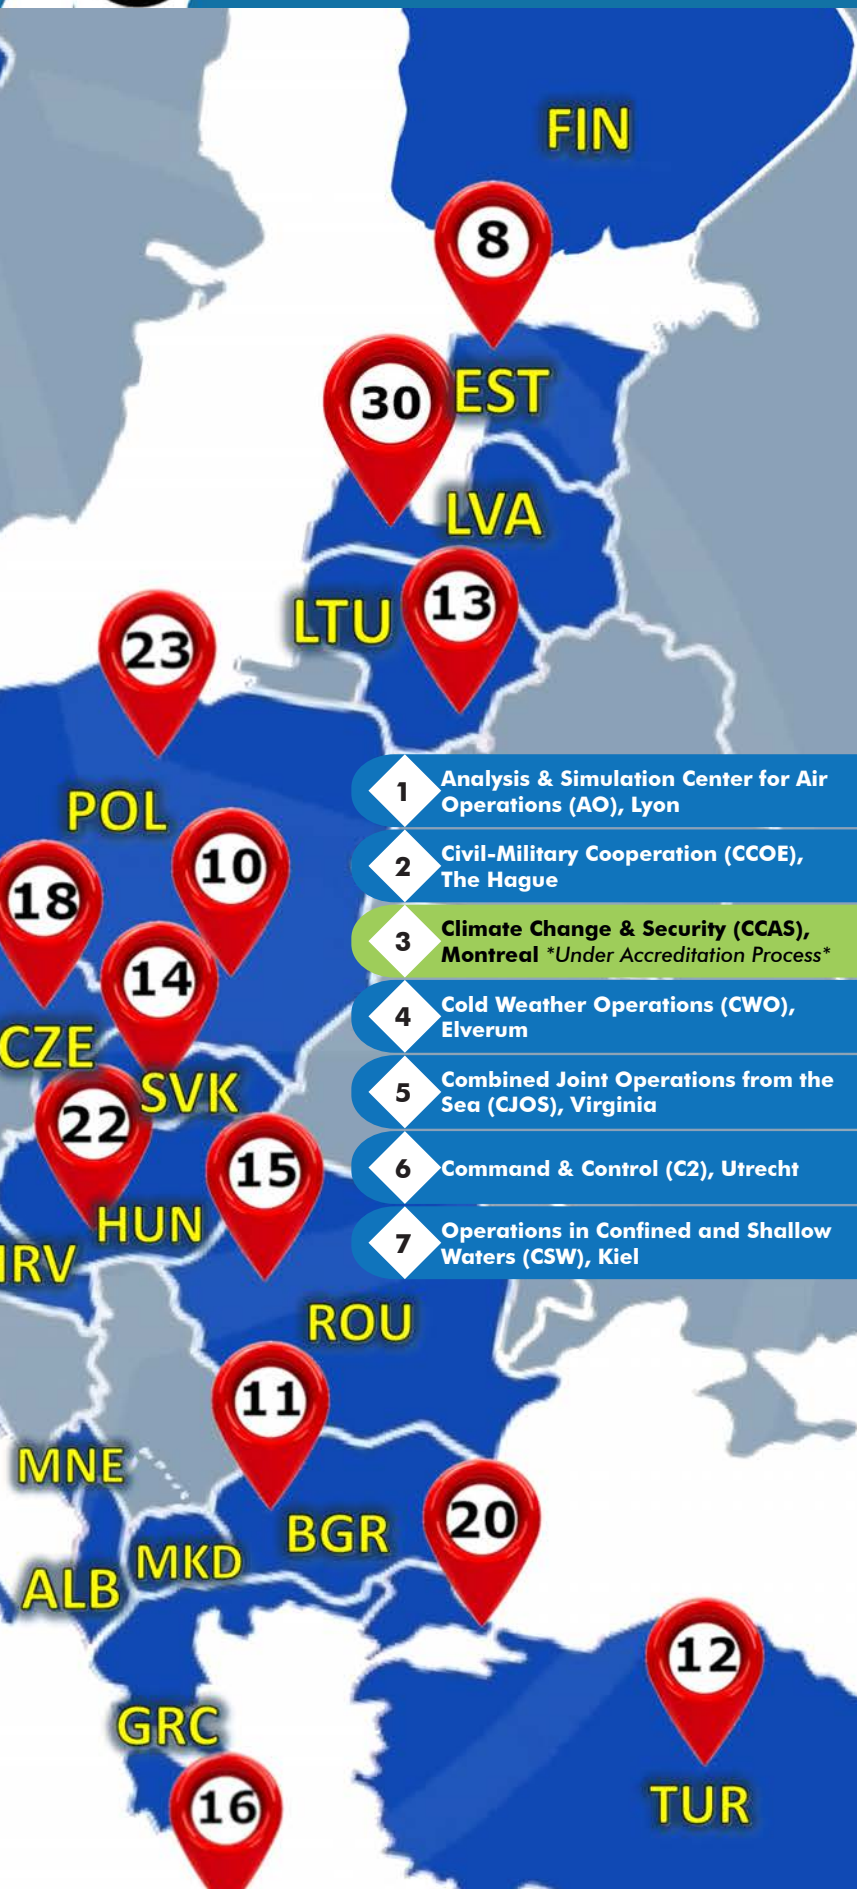 FIN
8
30
EST
LVA
LTU
13
23
POL
10
18
14
CZE
SVK
22
15
HUN
HRV
ROU
11
MNE
BGR
20
MKD
ALB
12
GRC
16
TUR
1
Analysis & Simulation Center for Air
Operations (AO), Lyon
2
Civil-Military Cooperation (CCOE),
The Hague
3
Climate Change & Security (CCAS),
Montreal *Under Accreditation Process*
4
Cold Weather Operations (CWO),
Elverum
5
Combined Joint Operations from the
Sea (CJOS), Virginia
6
Command & Control (C2), Utrecht
7
Operations in Confined and Shallow
Waters (CSW), Kiel